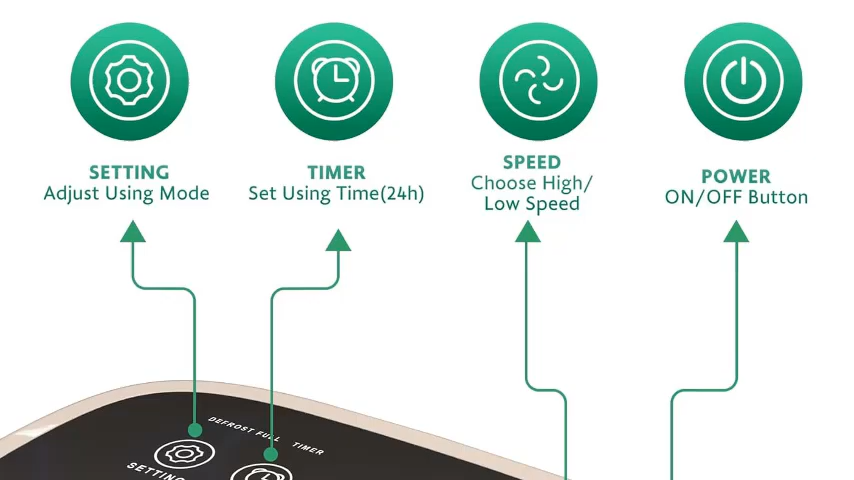 SETTING
Adjust Using Mode
TIMER
Set Using Time(24h)
SPEED
Choose High/
Low Speed
POWER
ON/OFF Button
DEFROST FULL TIMER
SETTING